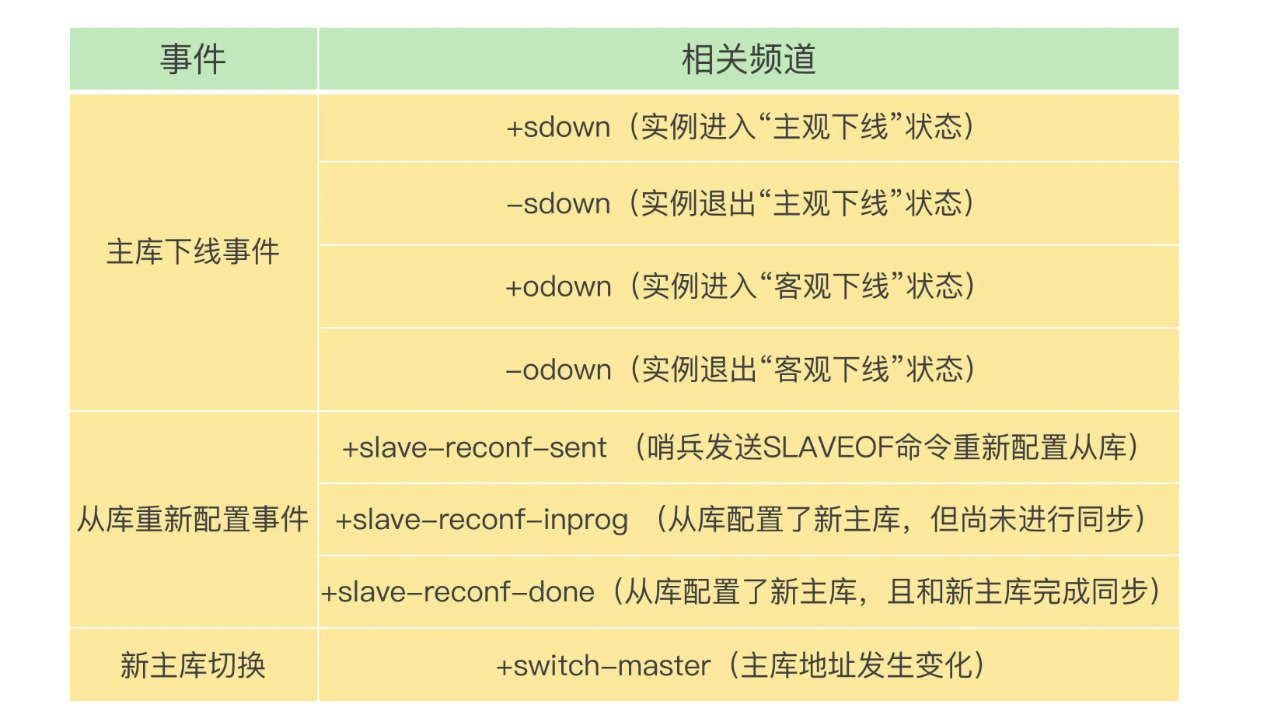 事件
相关频道
主库下线事件
+sdown（实例进入“主观下线”状态）
–sdown（实例退出“主观下线”状态）
+odown（实例进入“客观下线”状态）
–odown（实例退出“客观下线”状态）
从库重新配置事件
+slave–reconf–sent （哨兵发送SLAVEOF命令重新配置从库）
+slave–reconf–inprog （从库配置了新主库，但尚未进行同步）
+slave–reconf–done（从库配置了新主库，且和新主库完成同步）
新主库切换
+switch–master（主库地址发生变化）